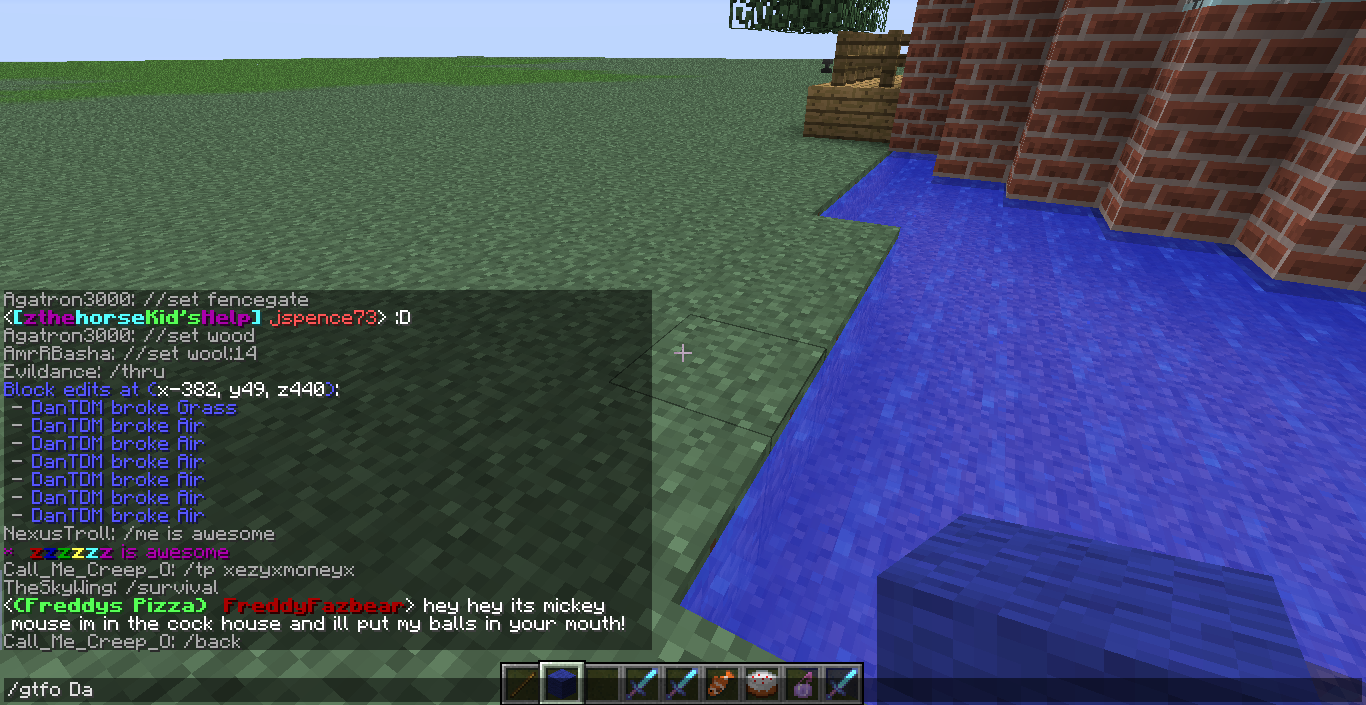 Agatron3000: //set fencegate
<[zthehorseKid'sHelp] jspence73> :D
Agatron3000: //set wood
AmrRBasha: //set wool:14
Evildance: /thru
Block edits at (x-382, y49, z440):
- DanTDM broke Grass
- DanTDM broke Air
- DanTDM broke Air
- DanTDM broke Air
- DanTDM broke Air
- DanTDM broke Air
- DanTDM broke Air
NexusTroll: /me is awesome
* zzzzzz is awesome
Call_Me_Creep_O: /tp xezyxmoneyx
TheSkyWing: /survival
<(Freddys Pizza) FreddyFazbear> hey hey its mickey
mouse im in the cock house and ill put my balls in your mouth!
Call_Me_Creep_O: /back
/gtfo Da